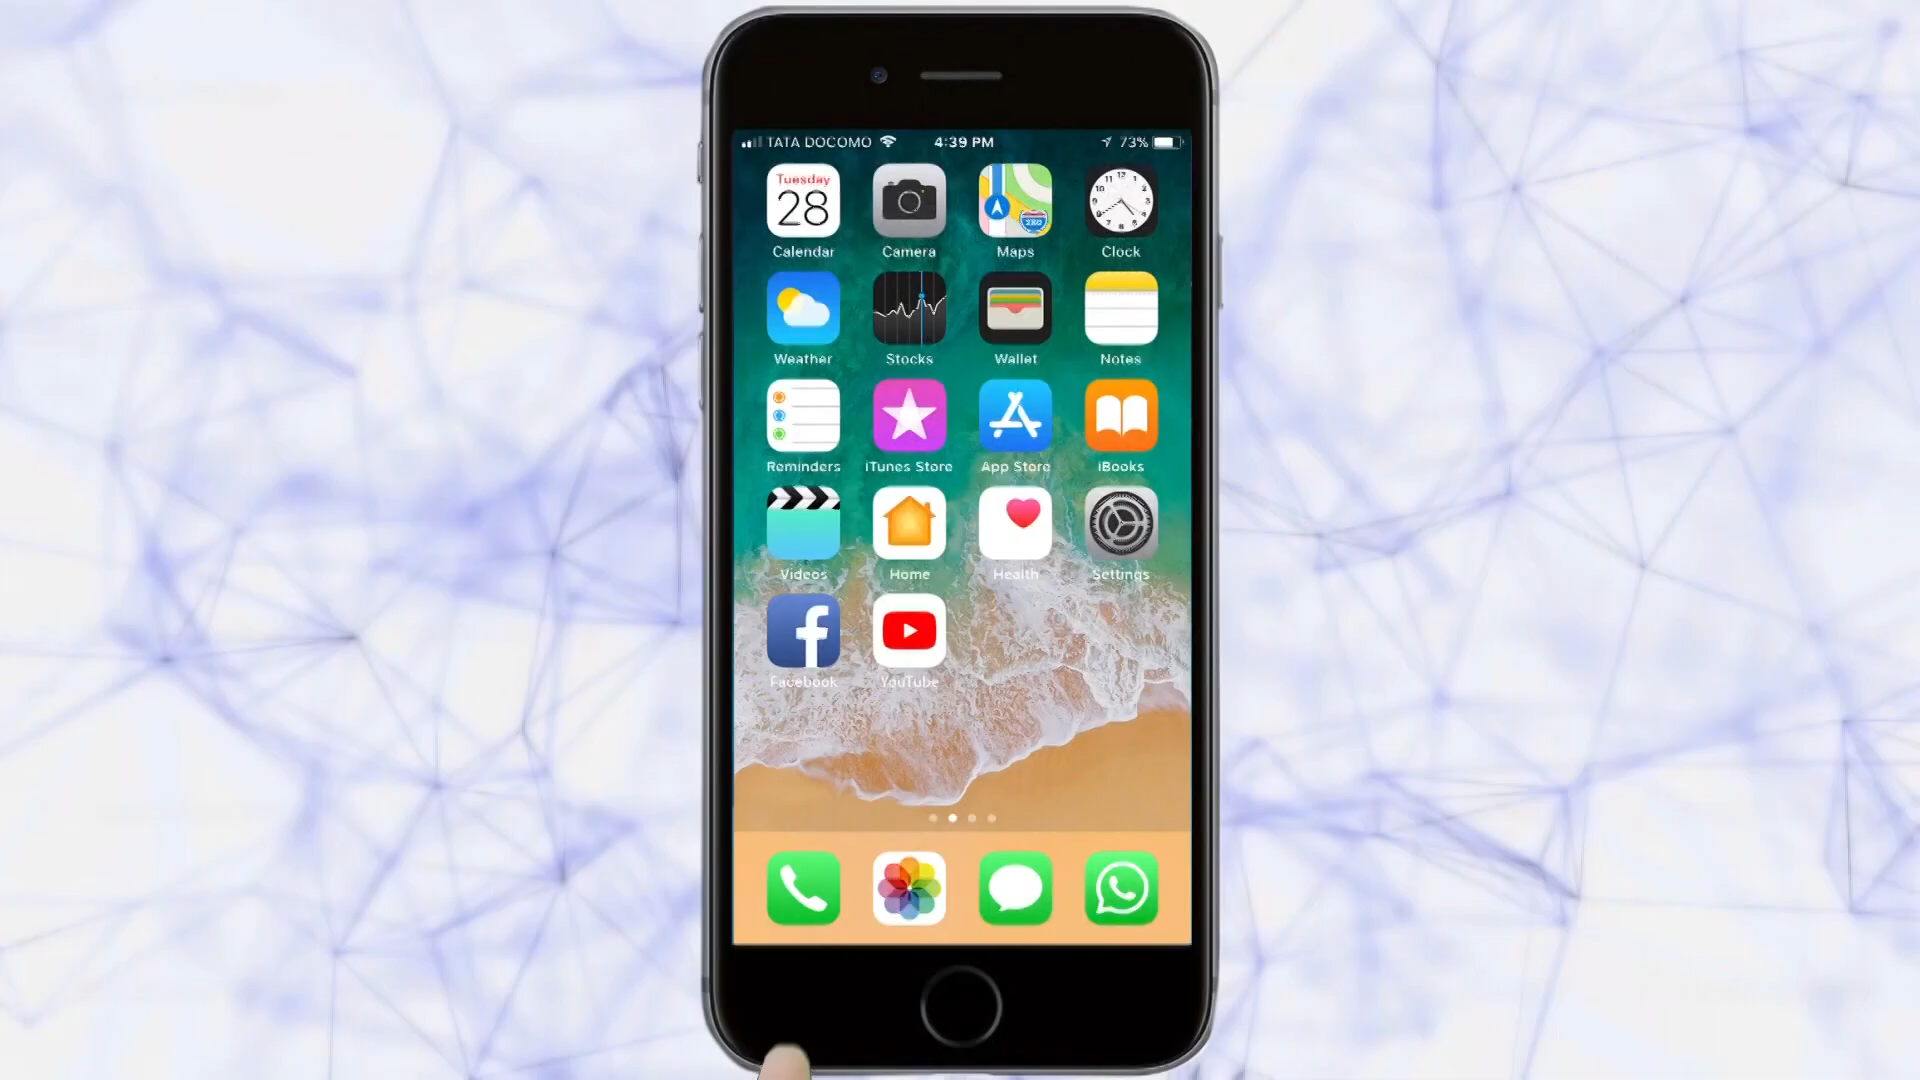 TATA DOCOMO 4:39 PM 73%
Tuesday
28
Calendar Camera Maps Clock
Weather Stocks Wallet Notes
Reminders iTunes Store App Store iBooks
Videos Home Health Settings
Facebook YouTube